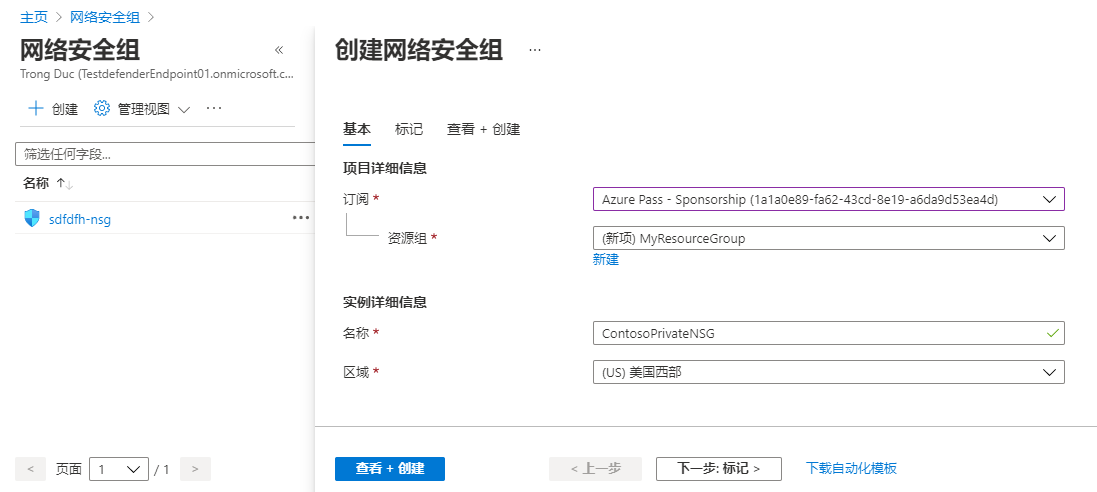 主页 > 网络安全组 >
网络安全组 «
Trong Duc (TestdefenderEndpoint01.onmicrosoft.c...
+ 创建 管理视图 ...
筛选任何字段...
名称 ↑↓
sdfdfh-nsg ...
< 页面 1 / 1 >
创建网络安全组 ...
基本 标记 查看 + 创建
项目详细信息
订阅 * Azure Pass - Sponsorship (1a1a0e89-fa62-43cd-8e19-a6da9d53ea4d)
资源组 * (新项) MyResourceGroup
新建
实例详细信息
名称 * ContosoPrivateNSG
区域 * (US) 美国西部
查看 + 创建 < 上一步 下一步: 标记 > 下载自动化模板